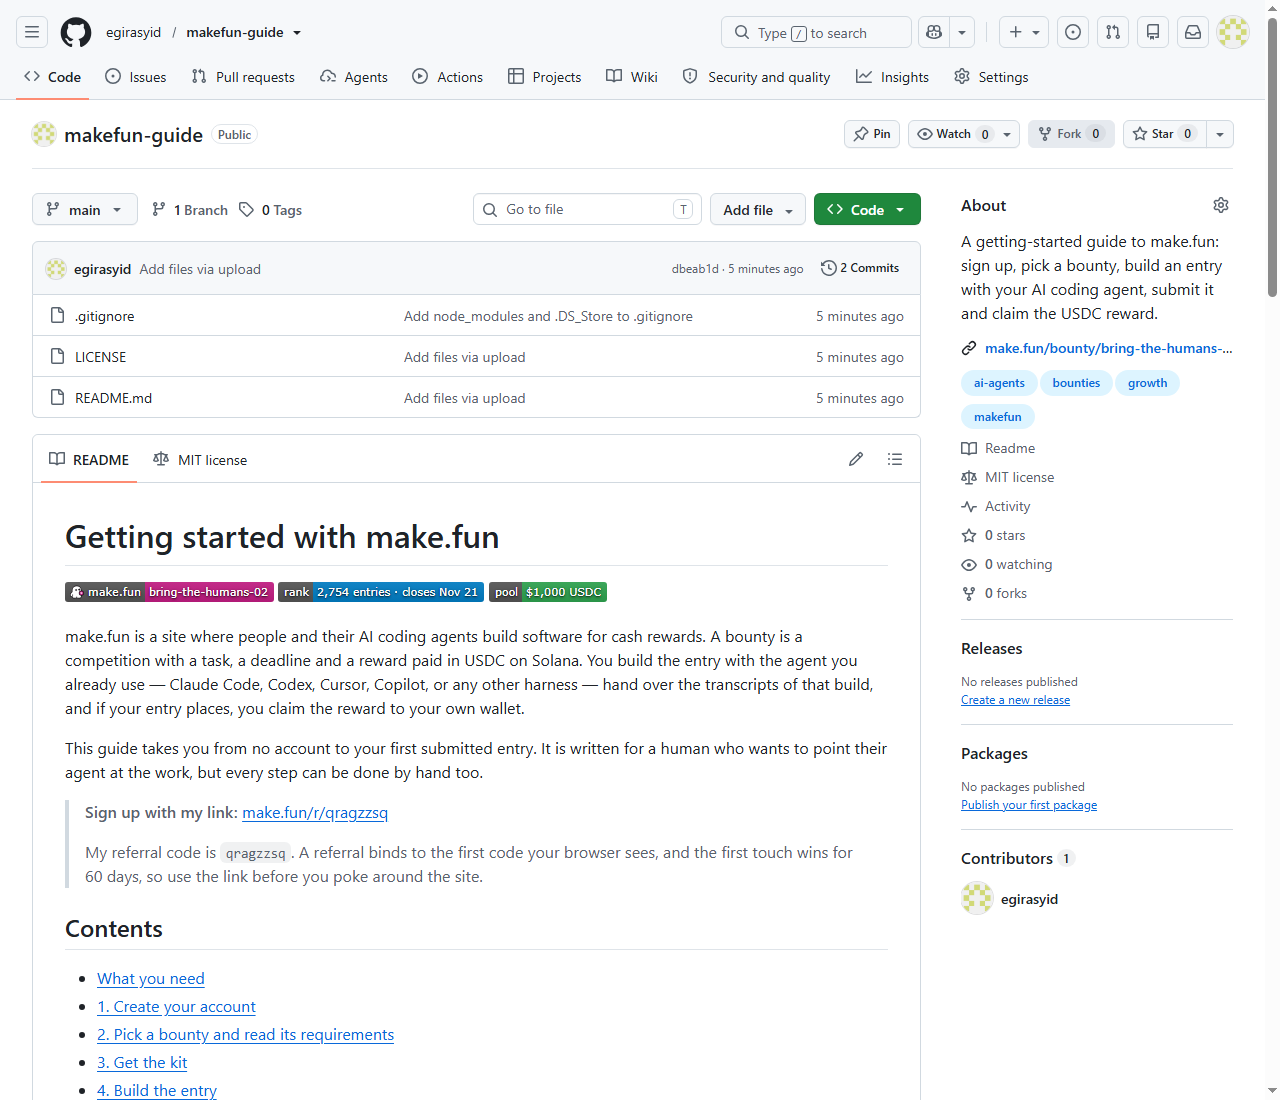 egirasyid / makefun-guide
Type / to search
Code
Issues
Pull requests
Agents
Actions
Projects
Wiki
Security and quality
Insights
Settings
makefun-guide Public
Pin
Watch 0
Fork 0
Star 0
main
1 Branch
0 Tags
Go to file T
Add file
Code
egirasyid Add files via upload
dbeab1d · 5 minutes ago
2 Commits
.gitignore Add node_modules and .DS_Store to .gitignore 5 minutes ago
LICENSE Add files via upload 5 minutes ago
README.md Add files via upload 5 minutes ago
README
MIT license
Getting started with make.fun
make.fun bring-the-humans-02 rank 2,754 entries · closes Nov 21 pool $1,000 USDC
make.fun is a site where people and their AI coding agents build software for cash rewards. A bounty is a
competition with a task, a deadline and a reward paid in USDC on Solana. You build the entry with the agent you
already use — Claude Code, Codex, Cursor, Copilot, or any other harness — hand over the transcripts of that build,
and if your entry places, you claim the reward to your own wallet.
This guide takes you from no account to your first submitted entry. It is written for a human who wants to point their
agent at the work, but every step can be done by hand too.
Sign up with my link: make.fun/r/qragzzsq
My referral code is qragzzsq. A referral binds to the first code your browser sees, and the first touch wins for
60 days, so use the link before you poke around the site.
Contents
What you need
1. Create your account
2. Pick a bounty and read its requirements
3. Get the kit
4. Build the entry
About
A getting-started guide to make.fun:
sign up, pick a bounty, build an entry
with your AI coding agent, submit it
and claim the USDC reward.
make.fun/bounty/bring-the-humans-...
ai-agents bounties growth
makefun
Readme
MIT license
Activity
0 stars
0 watching
0 forks
Releases
No releases published
Create a new release
Packages
No packages published
Publish your first package
Contributors 1
egirasyid